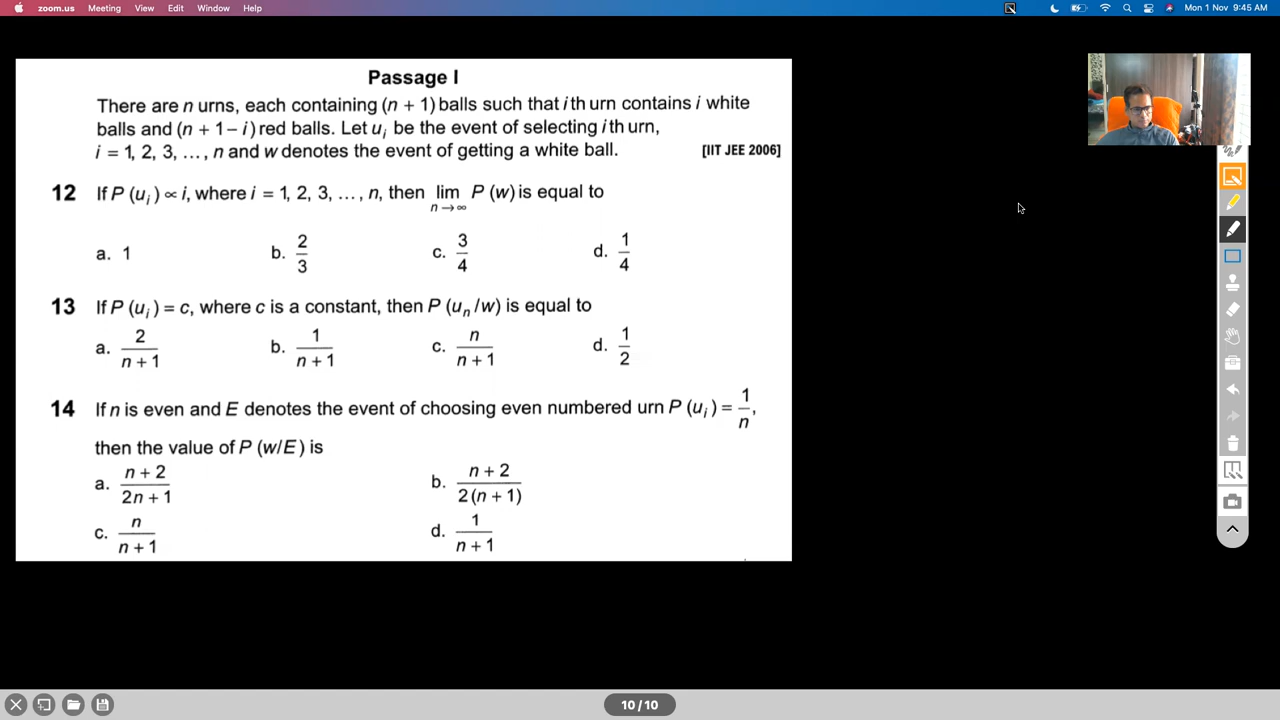 zoom.us Meeting View Edit Window Help Mon 1 Nov 9:45 AM
Passage I
There are n urns, each containing (n + 1) balls such that i th urn contains i white
balls and (n + 1 − i) red balls. Let uᵢ be the event of selecting i th urn,
i = 1, 2, 3, ..., n and w denotes the event of getting a white ball. [IIT JEE 2006]
12 If P (uᵢ) ∝ i, where i = 1, 2, 3, ..., n, then lim n→∞ P (w) is equal to
a. 1 b. 2/3 c. 3/4 d. 1/4
13 If P (uᵢ) = c, where c is a constant, then P (uₙ /w) is equal to
a. 2/(n + 1) b. 1/(n + 1) c. n/(n + 1) d. 1/2
14 If n is even and E denotes the event of choosing even numbered urn P (uᵢ) = 1/n,
then the value of P (w/E) is
a. (n + 2)/(2n + 1) b. (n + 2)/(2 (n + 1))
c. n/(n + 1) d. 1/(n + 1)
10 / 10